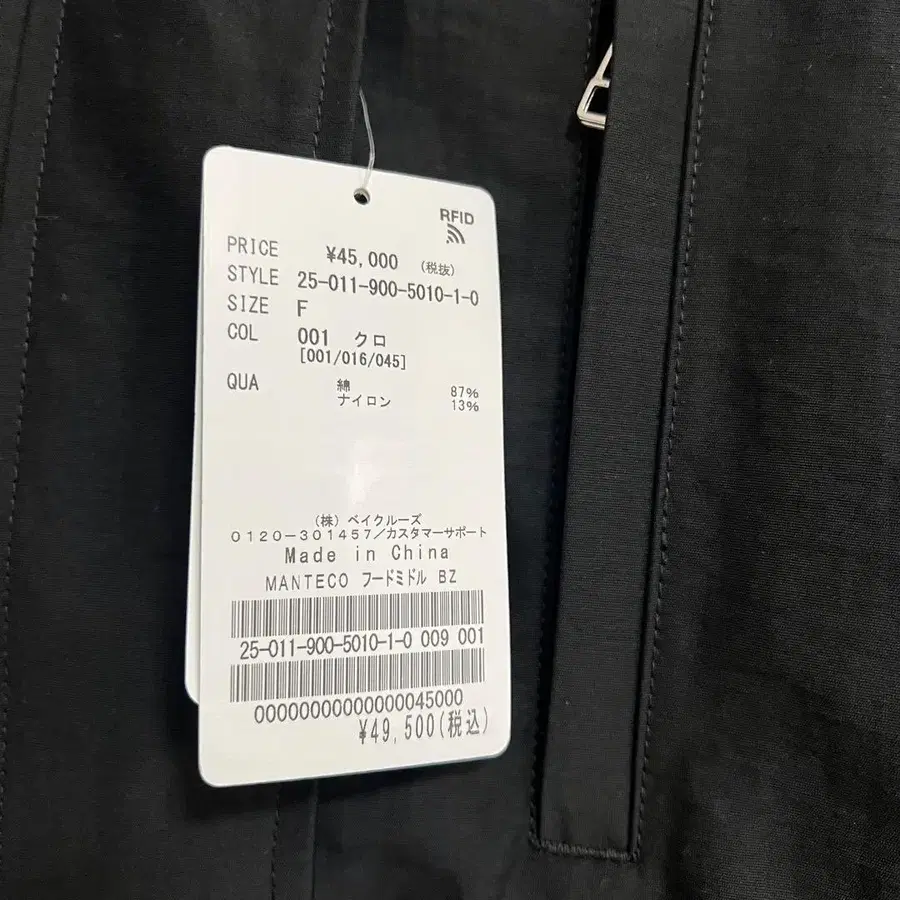 RFID
PRICE ¥45,000 (税抜)
STYLE 25-011-900-5010-1-0
SIZE F
COL 001 クロ
[001/016/045]
QUA 綿 87%
ナイロン 13%
(株) ベイクルーズ
0120-301457/カスタマーサポート
Made in China
MANTECO フードミドル BZ
25-011-900-5010-1-0 009 001
00000000000000045000
¥49,500(税込)